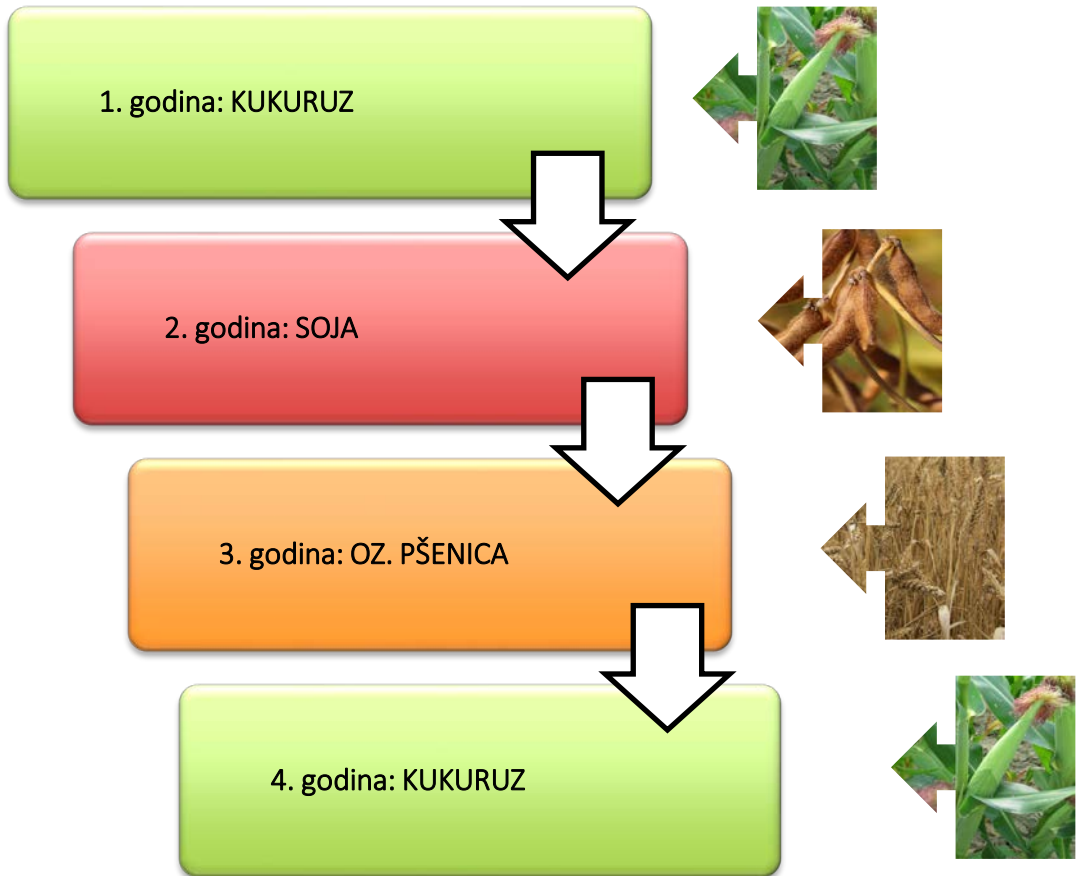 1. godina: KUKURUZ
2. godina: SOJA
3. godina: OZ. PŠENICA
4. godina: KUKURUZ